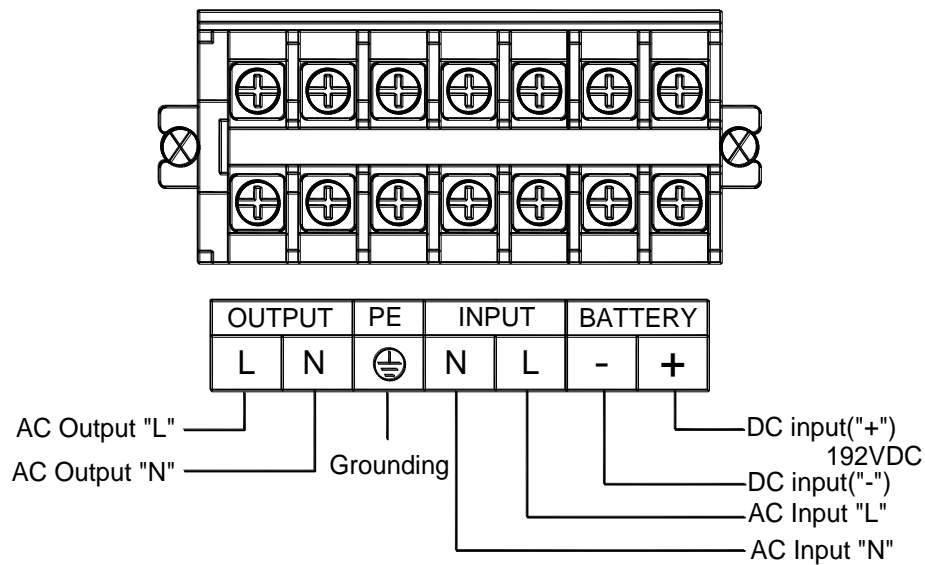 OUTPUT PE INPUT BATTERY
L N N L - +
AC Output "L"
AC Output "N"
Grounding
DC input("+")
192VDC
DC input("-")
AC Input "L"
AC Input "N"